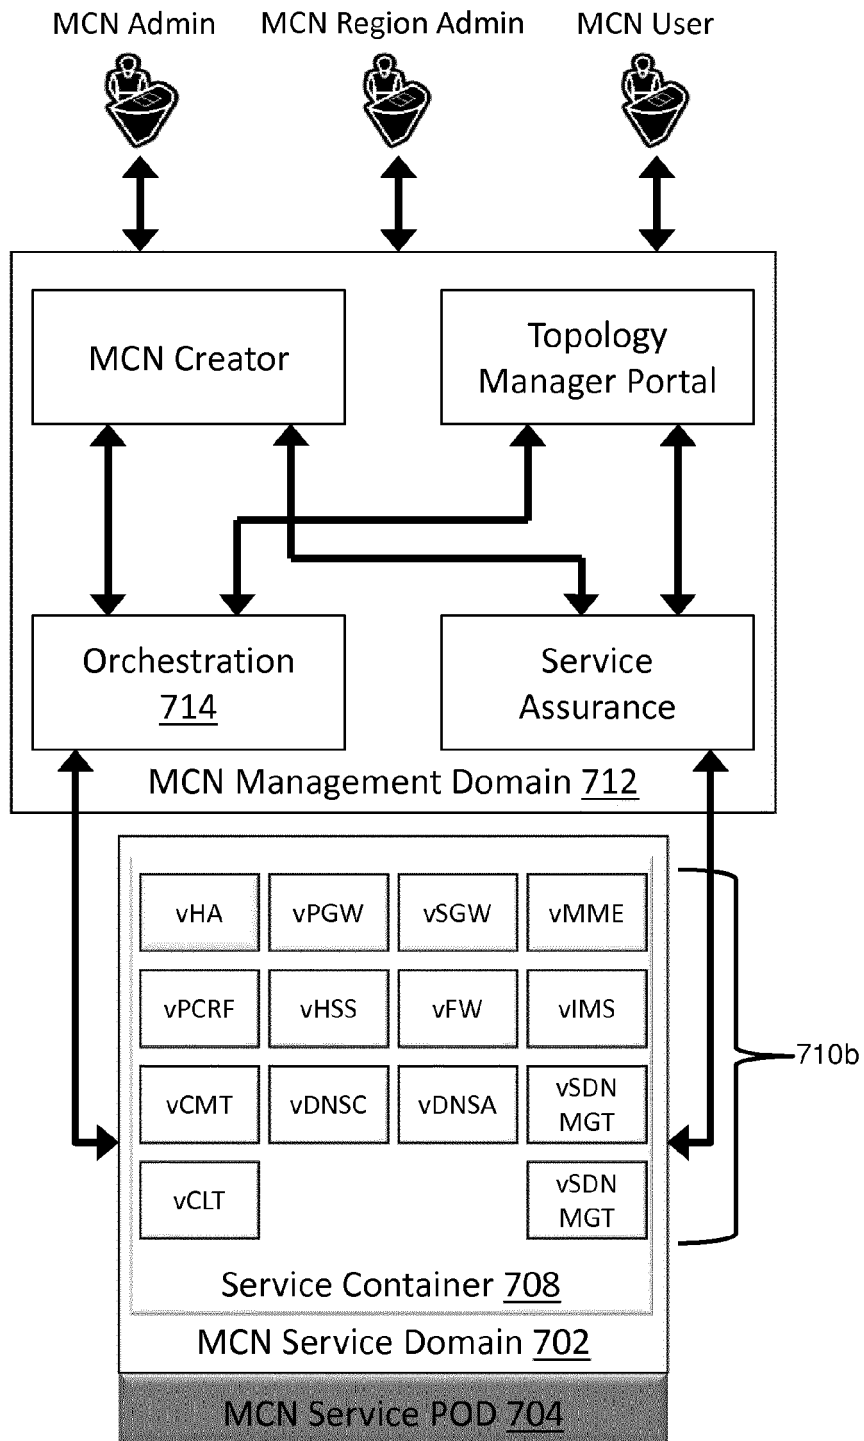 MCN Admin
MCN Region Admin
MCN User
MCN Creator
Topology
Manager Portal
Orchestration
714
Service
Assurance
MCN Management Domain 712
vHA
vPGW
vSGW
vMME
vPCRF
vHSS
vFW
vIMS
vCMT
vDNSC
vDNSA
vSDN
MGT
vCLT
vSDN
MGT
710b
Service Container 708
MCN Service Domain 702
MCN Service POD 704